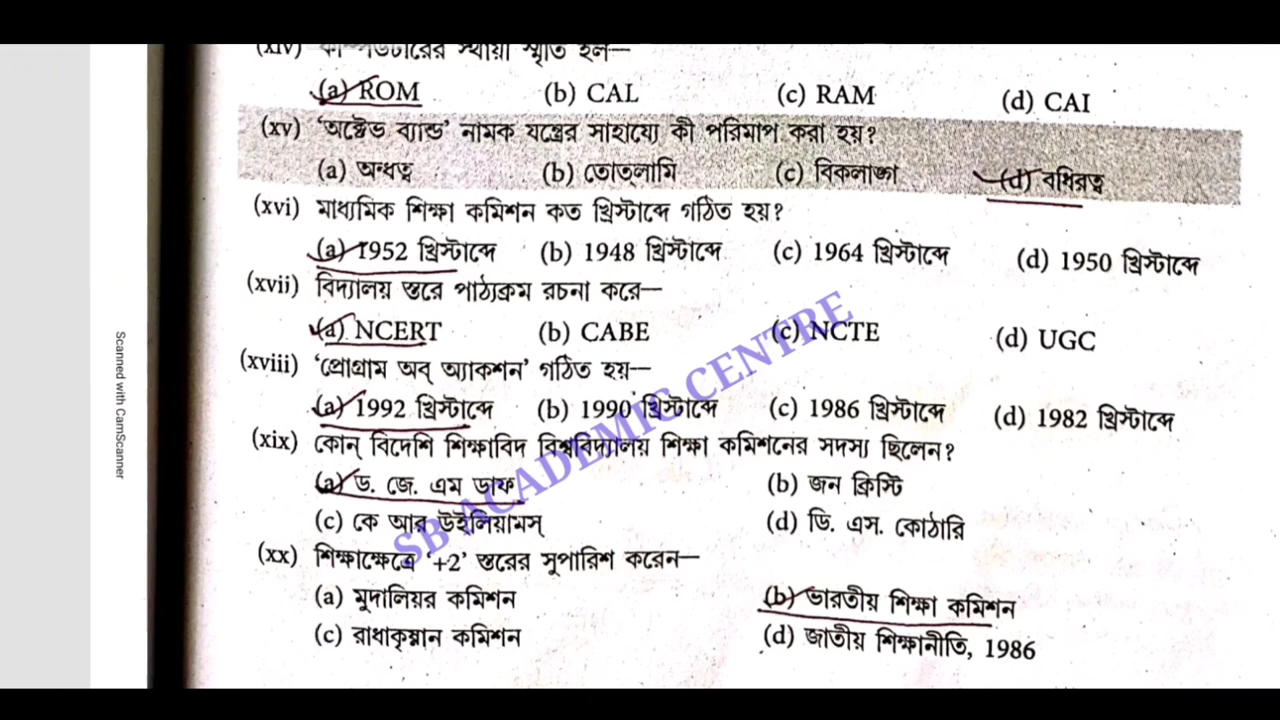 (xiv) কম্পিউটারের স্থায়ী স্মৃতি হল—
(a) ROM (b) CAL (c) RAM (d) CAI
(xv) ‘অক্টেভ ব্যান্ড’ নামক যন্ত্রের সাহায্যে কী পরিমাপ করা হয়?
(a) অন্ধত্ব (b) তোত্‌লামি (c) বিকলাঙ্গ (d) বধিরত্ব
(xvi) মাধ্যমিক শিক্ষা কমিশন কত খ্রিস্টাব্দে গঠিত হয়?
(a) 1952 খ্রিস্টাব্দে (b) 1948 খ্রিস্টাব্দে (c) 1964 খ্রিস্টাব্দে (d) 1950 খ্রিস্টাব্দে
(xvii) বিদ্যালয় স্তরে পাঠ্যক্রম রচনা করে—
(a) NCERT (b) CABE (c) NCTE (d) UGC
(xviii) ‘প্রোগ্রাম অব্ অ্যাকশন’ গঠিত হয়—
(a) 1992 খ্রিস্টাব্দে (b) 1990 খ্রিস্টাব্দে (c) 1986 খ্রিস্টাব্দে (d) 1982 খ্রিস্টাব্দে
(xix) কোন্ বিদেশি শিক্ষাবিদ বিশ্ববিদ্যালয় শিক্ষা কমিশনের সদস্য ছিলেন?
(a) ড. জে. এম ডাফ (b) জন ক্রিস্টি
(c) কে আর উইলিয়ামস্ (d) ডি. এস. কোঠারি
(xx) শিক্ষাক্ষেত্রে ‘+2’ স্তরের সুপারিশ করেন—
(a) মুদালিয়র কমিশন (b) ভারতীয় শিক্ষা কমিশন
(c) রাধাকৃষ্ণান কমিশন (d) জাতীয় শিক্ষানীতি, 1986
SB ACADEMIC CENTRE
Scanned with CamScanner